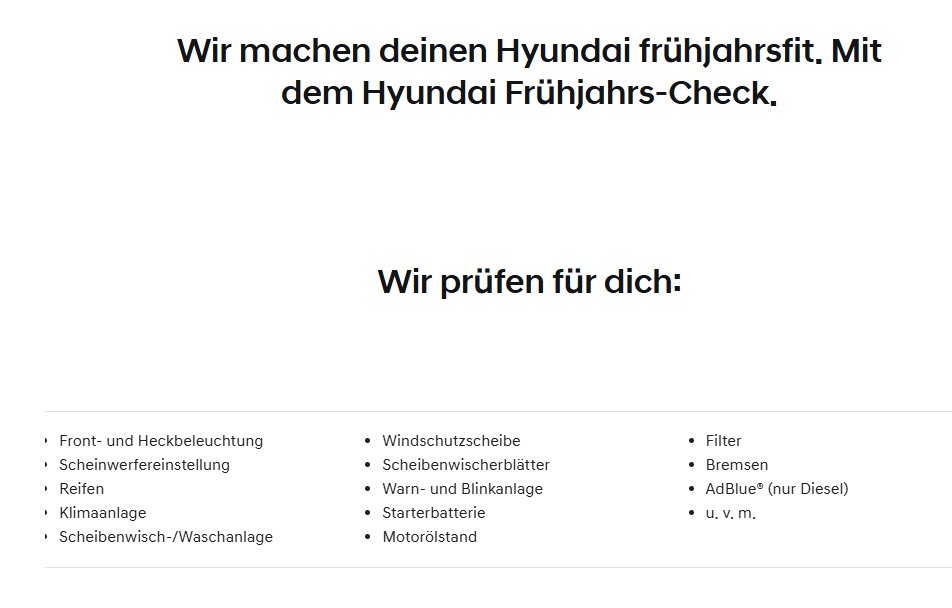 Wir machen deinen Hyundai frühjahrsfit. Mit
dem Hyundai Frühjahrs-Check.
Wir prüfen für dich:
• Front- und Heckbeleuchtung
• Scheinwerfereinstellung
• Reifen
• Klimaanlage
• Scheibenwisch-/Waschanlage
• Windschutzscheibe
• Scheibenwischerblätter
• Warn- und Blinkanlage
• Starterbatterie
• Motorölstand
• Filter
• Bremsen
• AdBlue® (nur Diesel)
• u. v. m.